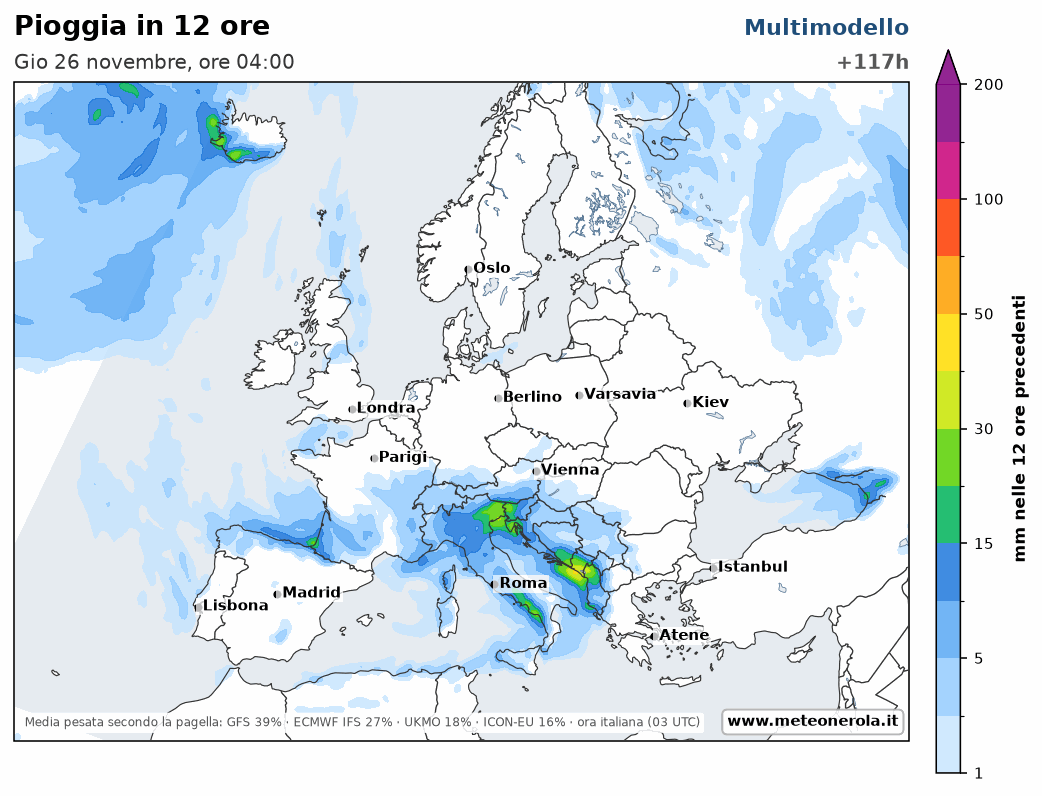 Pioggia in 12 ore
Multimodello
Gio 26 novembre, ore 04:00
+117h
200
100
50
30
15
5
1
mm nelle 12 ore precedenti
Oslo
Berlino
Varsavia
Kiev
Londra
Parigi
Vienna
Istanbul
Roma
Madrid
Lisbona
Atene
Media pesata secondo la pagella: GFS 39% · ECMWF IFS 27% · UKMO 18% · ICON-EU 16% · ora italiana (03 UTC)
www.meteonerola.it